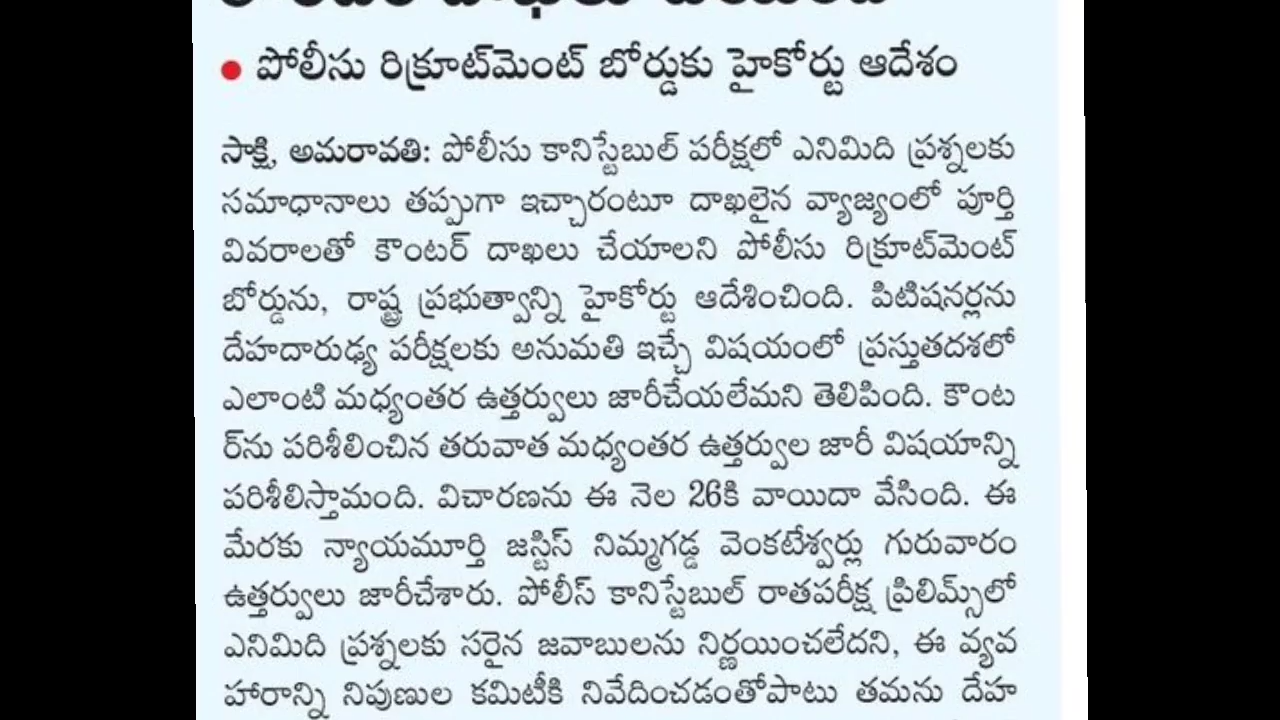 ● పోలీసు రిక్రూట్‌మెంట్ బోర్డుకు హైకోర్టు ఆదేశం
సాక్షి, అమరావతి: పోలీసు కానిస్టేబుల్ పరీక్షలో ఎనిమిది ప్రశ్నలకు
సమాధానాలు తప్పుగా ఇచ్చారంటూ దాఖలైన వ్యాజ్యంలో పూర్తి
వివరాలతో కౌంటర్ దాఖలు చేయాలని పోలీసు రిక్రూట్‌మెంట్
బోర్డును, రాష్ట్ర ప్రభుత్వాన్ని హైకోర్టు ఆదేశించింది. పిటిషనర్లను
దేహదారుఢ్య పరీక్షలకు అనుమతి ఇచ్చే విషయంలో ప్రస్తుతదశలో
ఎలాంటి మధ్యంతర ఉత్తర్వులు జారీచేయలేమని తెలిపింది. కౌంట
ర్‌ను పరిశీలించిన తరువాత మధ్యంతర ఉత్తర్వుల జారీ విషయాన్ని
పరిశీలిస్తామంది. విచారణను ఈ నెల 26కి వాయిదా వేసింది. ఈ
మేరకు న్యాయమూర్తి జస్టిస్ నిమ్మగడ్డ వెంకటేశ్వర్లు గురువారం
ఉత్తర్వులు జారీచేశారు. పోలీస్ కానిస్టేబుల్ రాతపరీక్ష ప్రిలిమ్స్‌లో
ఎనిమిది ప్రశ్నలకు సరైన జవాబులను నిర్ణయించలేదని, ఈ వ్యవ
హారాన్ని నిపుణుల కమిటీకి నివేదించడంతోపాటు తమను దేహ